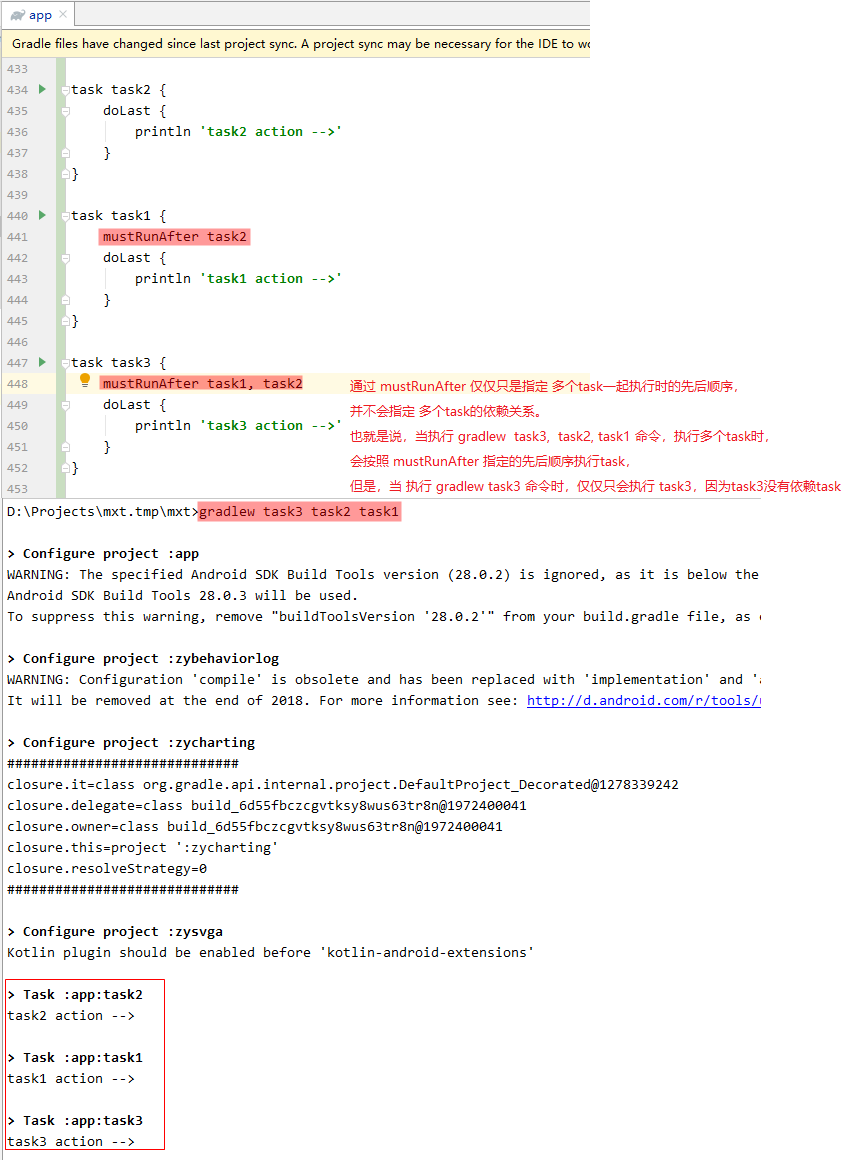 app
Gradle files have changed since last project sync. A project sync may be necessary for the IDE to wo
433
434 task task2 {
435 doLast {
436 println 'task2 action -->'
437 }
438 }
439
440 task task1 {
441 mustRunAfter task2
442 doLast {
443 println 'task1 action -->'
444 }
445 }
446
447 task task3 {
448 mustRunAfter task1, task2
449 doLast {
450 println 'task3 action -->'
451 }
452 }
453
通过 mustRunAfter 仅仅只是指定 多个task一起执行时的先后顺序，
并不会指定 多个task的依赖关系。
也就是说，当执行 gradlew task3, task2, task1 命令，执行多个task时，
会按照 mustRunAfter 指定的先后顺序执行task，
但是，当 执行 gradlew task3 命令时，仅仅只会执行 task3，因为task3没有依赖task
D:\Projects\mxt.tmp\mxt>gradlew task3 task2 task1
> Configure project :app
WARNING: The specified Android SDK Build Tools version (28.0.2) is ignored, as it is below the
Android SDK Build Tools 28.0.3 will be used.
To suppress this warning, remove "buildToolsVersion '28.0.2'" from your build.gradle file, as
> Configure project :zybehaviorlog
WARNING: Configuration 'compile' is obsolete and has been replaced with 'implementation' and 'a
It will be removed at the end of 2018. For more information see: http://d.android.com/r/tools/u
> Configure project :zycharting
#############################
closure.it=class org.gradle.api.internal.project.DefaultProject_Decorated@1278339242
closure.delegate=class build_6d55fbczcgvtksy8wus63tr8n@1972400041
closure.owner=class build_6d55fbczcgvtksy8wus63tr8n@1972400041
closure.this=project ':zycharting'
closure.resolveStrategy=0
#############################
> Configure project :zysvga
Kotlin plugin should be enabled before 'kotlin-android-extensions'
> Task :app:task2
task2 action -->
> Task :app:task1
task1 action -->
> Task :app:task3
task3 action -->